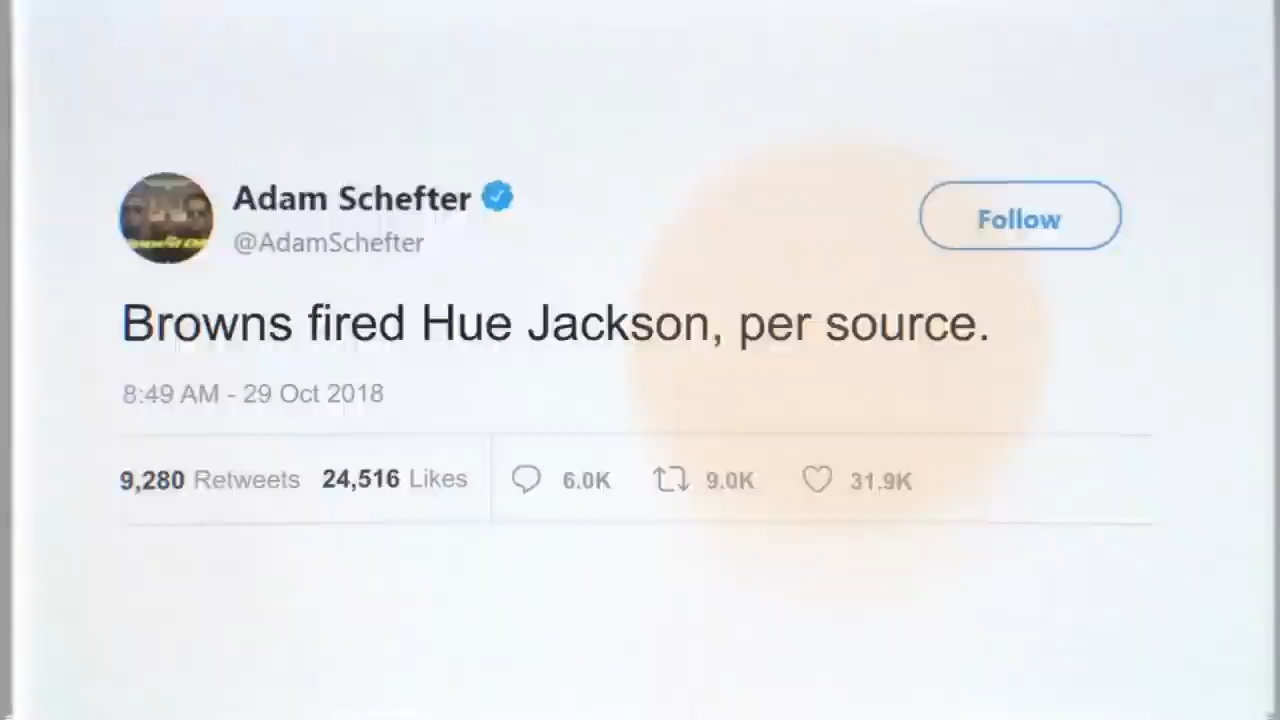 Adam Schefter
@AdamSchefter
Follow
Browns fired Hue Jackson, per source.
8:49 AM - 29 Oct 2018
9,280 Retweets 24,516 Likes 6.0K 9.0K 31.9K